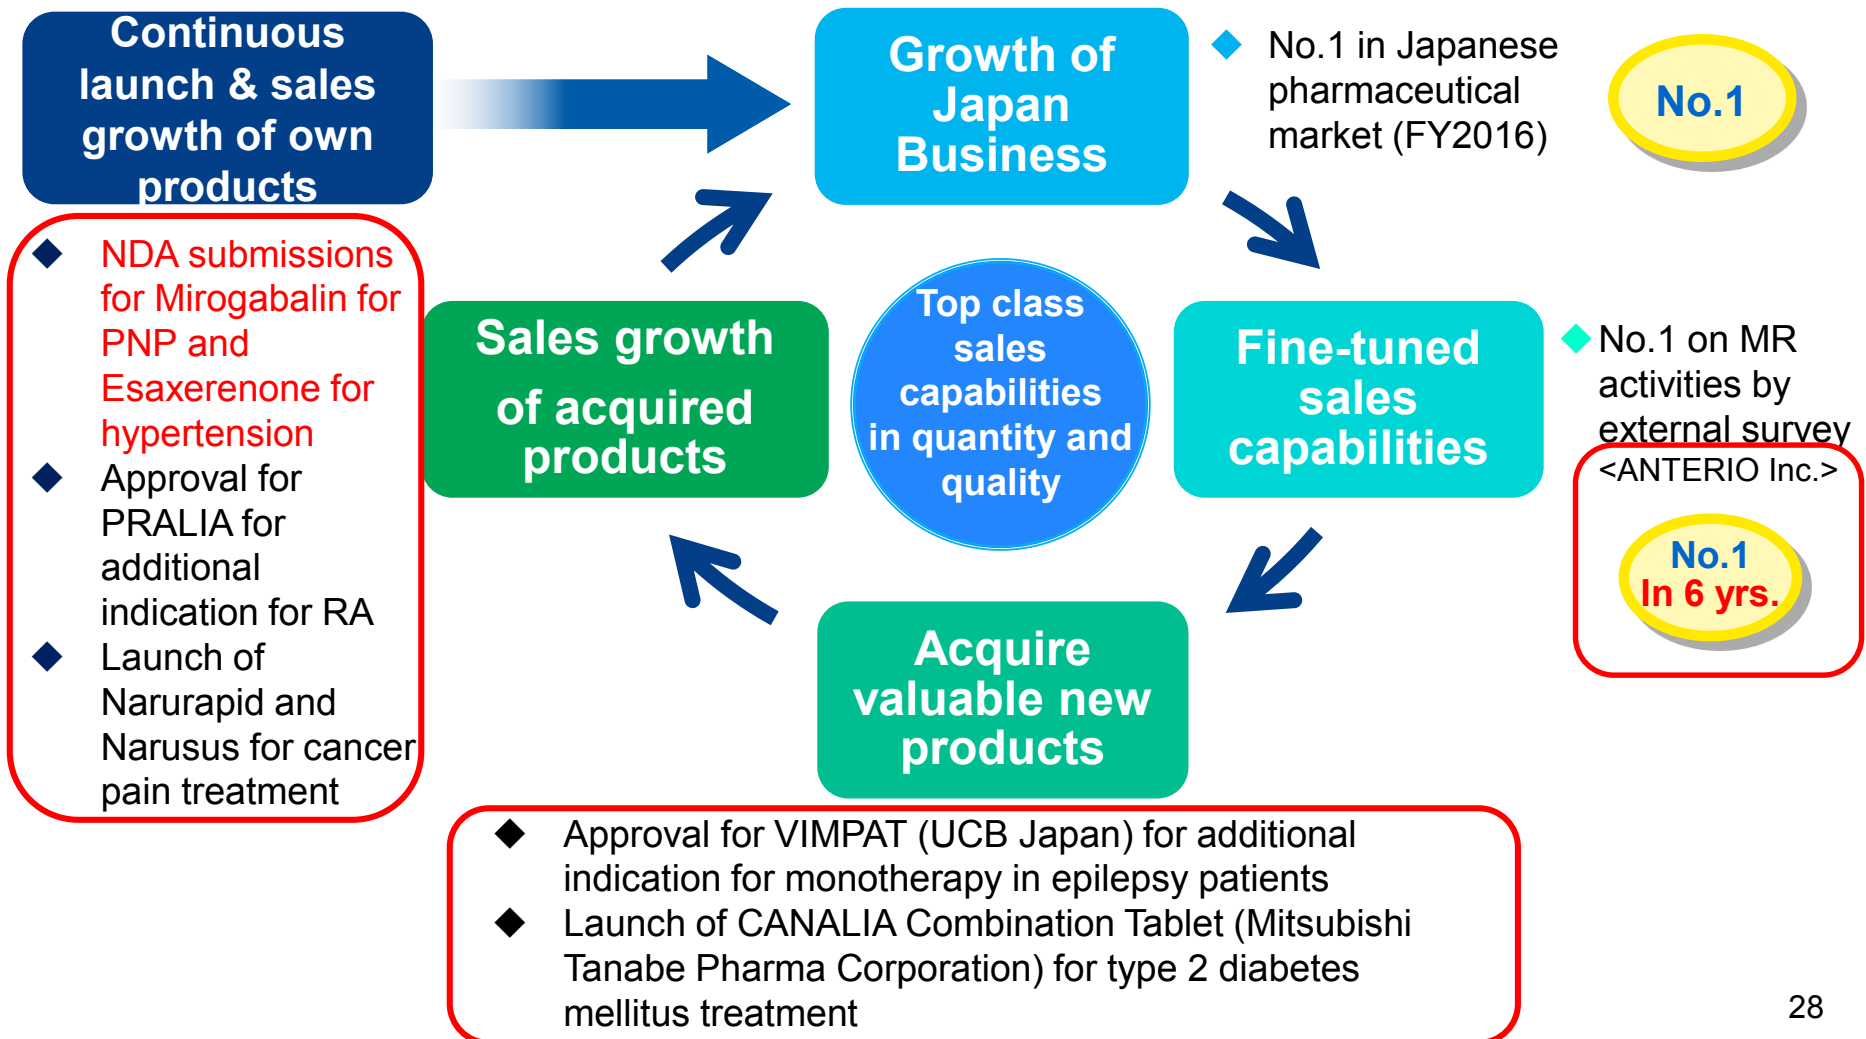 Continuous
launch & sales
growth of own
products
Growth of
Japan
Business
No.1 in Japanese
pharmaceutical
market (FY2016)
No.1
NDA submissions
for Mirogabalin for
PNP and
Esaxerenone for
hypertension
Approval for
PRALIA for
additional
indication for RA
Launch of
Narurapid and
Narusus for cancer
pain treatment
Sales growth
of acquired
products
Top class
sales
capabilities
in quantity and
quality
Fine-tuned
sales
capabilities
No.1 on MR
activities by
external survey
<ANTERIO Inc.>
No.1
In 6 yrs.
Acquire
valuable new
products
Approval for VIMPAT (UCB Japan) for additional
indication for monotherapy in epilepsy patients
Launch of CANALIA Combination Tablet (Mitsubishi
Tanabe Pharma Corporation) for type 2 diabetes
mellitus treatment
28